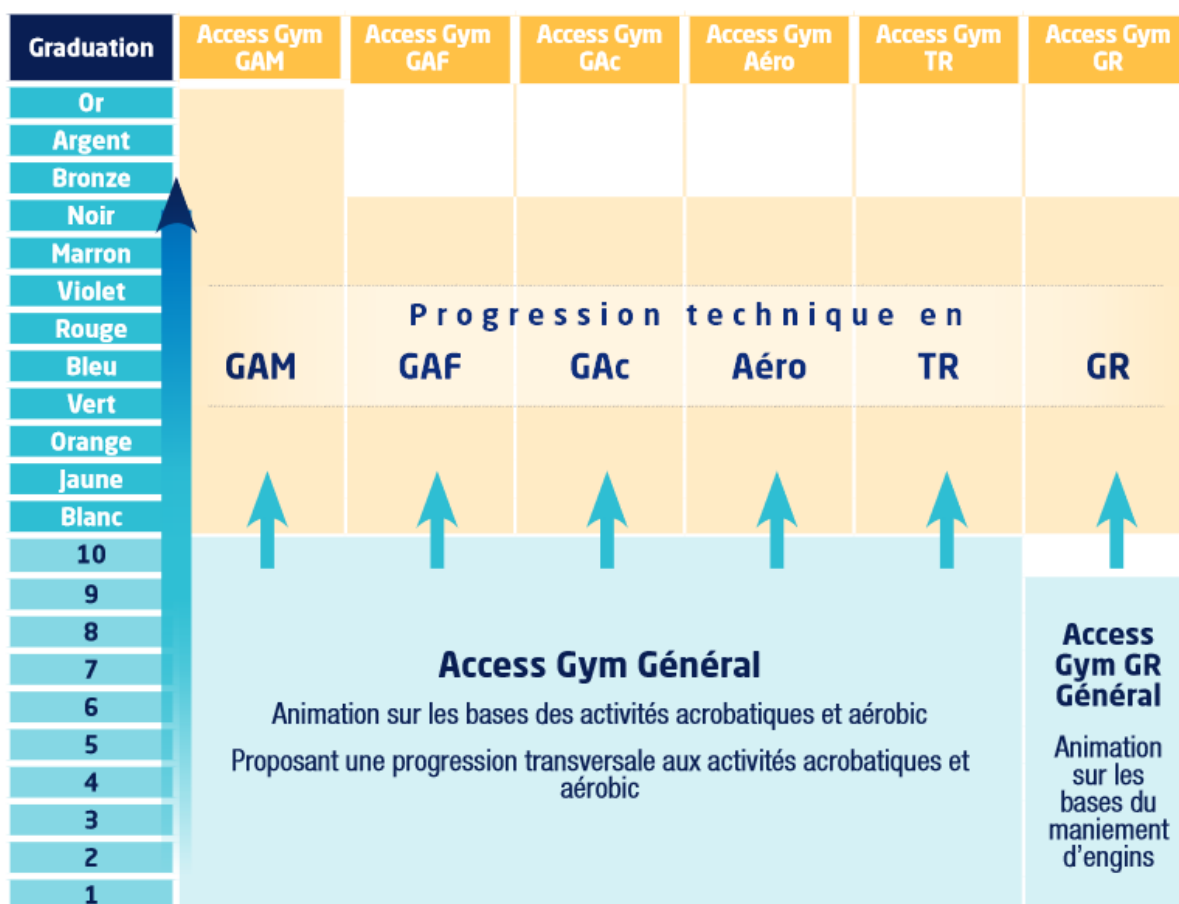 Graduation
Access Gym
GAM
Access Gym
GAF
Access Gym
GAc
Access Gym
Aéro
Access Gym
TR
Access Gym
GR
Or
Argent
Bronze
Noir
Marron
Violet
Rouge
Bleu
Vert
Orange
Jaune
Blanc
10
9
8
7
6
5
4
3
2
1
Progression technique en
GAM
GAF
GAc
Aéro
TR
GR
Access Gym Général
Animation sur les bases des activités acrobatiques et aérobic
Proposant une progression transversale aux activités acrobatiques et
aérobic
Access
Gym GR
Général
Animation
sur les
bases du
maniement
d'engins